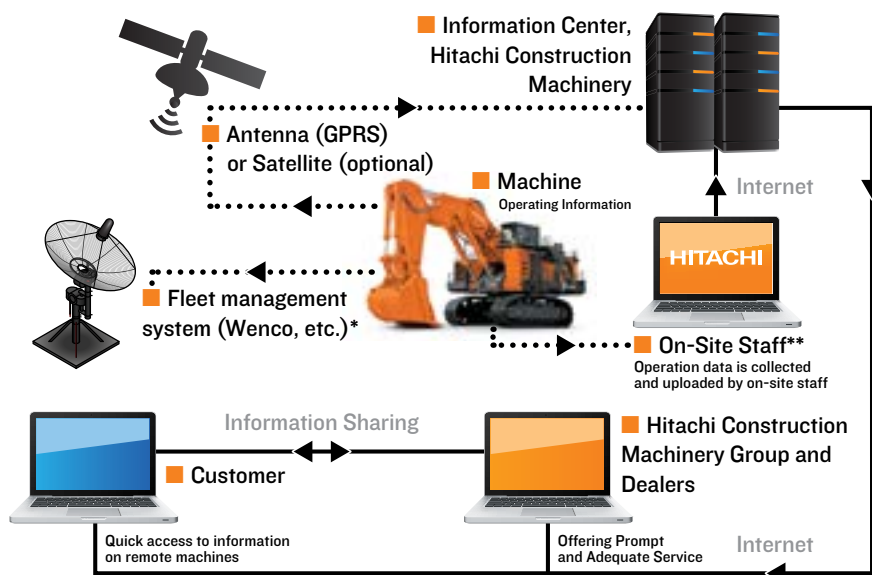 Information Center,
Hitachi Construction
Machinery
Antenna (GPRS)
or Satellite (optional)
Machine
Operating Information
Internet
HITACHI
Fleet management
system (Wenco, etc.)*
On-Site Staff**
Operation data is collected
and uploaded by on-site staff
Information Sharing
Customer
Hitachi Construction
Machinery Group and
Dealers
Quick access to information
on remote machines
Offering Prompt
and Adequate Service
Internet